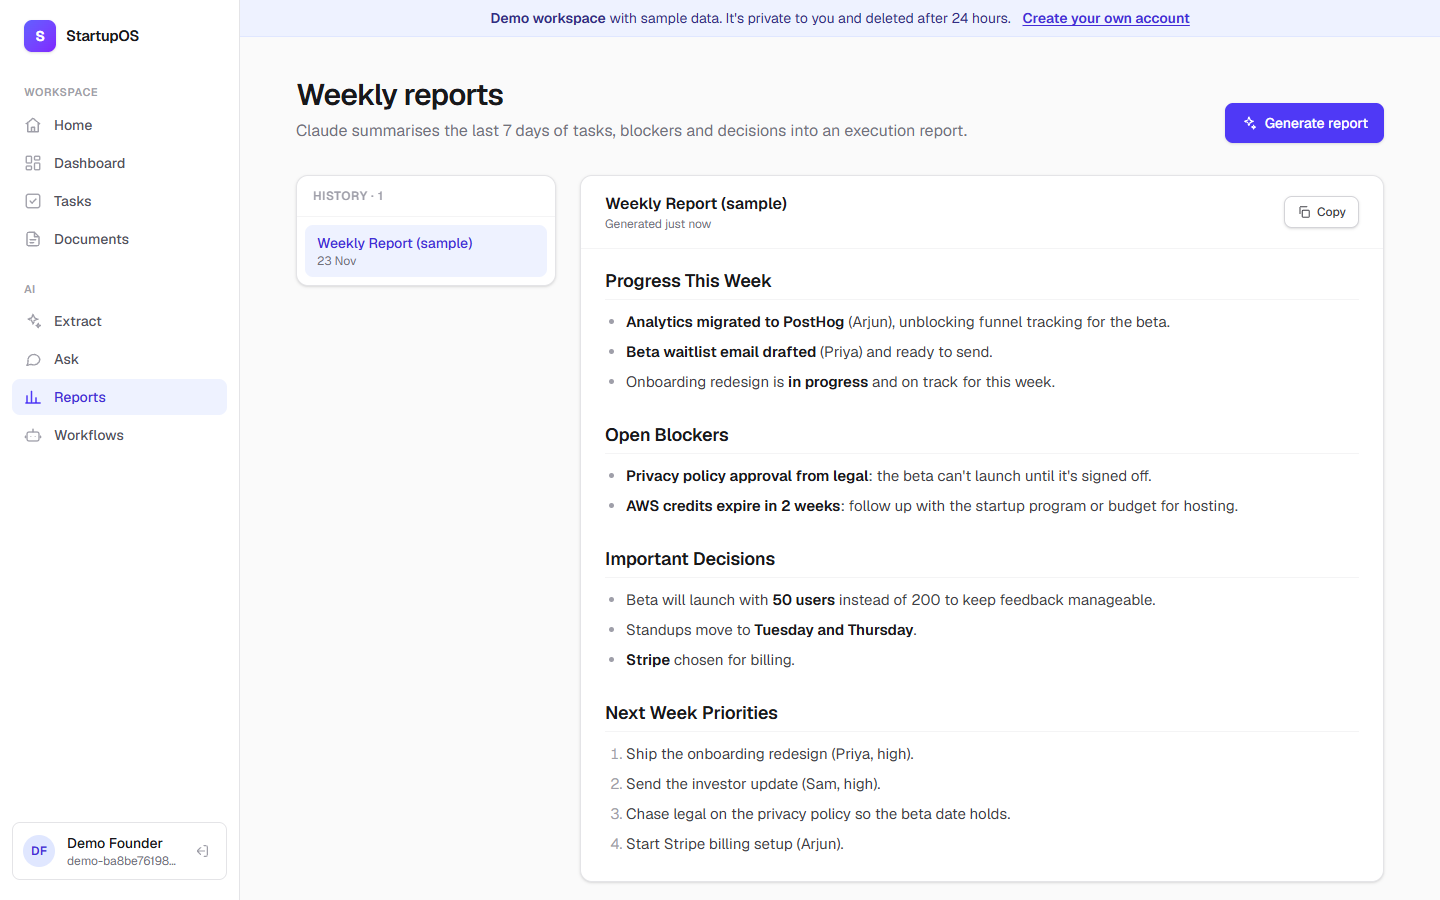 S StartupOS
WORKSPACE
Home
Dashboard
Tasks
Documents
AI
Extract
Ask
Reports
Workflows
DF
Demo Founder
demo-ba8be76198...
Demo workspace with sample data. It's private to you and deleted after 24 hours. Create your own account
Weekly reports
Claude summarises the last 7 days of tasks, blockers and decisions into an execution report.
Generate report
HISTORY · 1
Weekly Report (sample)
23 Nov
Weekly Report (sample)
Generated just now
Copy
Progress This Week
• Analytics migrated to PostHog (Arjun), unblocking funnel tracking for the beta.
• Beta waitlist email drafted (Priya) and ready to send.
• Onboarding redesign is in progress and on track for this week.
Open Blockers
• Privacy policy approval from legal: the beta can't launch until it's signed off.
• AWS credits expire in 2 weeks: follow up with the startup program or budget for hosting.
Important Decisions
• Beta will launch with 50 users instead of 200 to keep feedback manageable.
• Standups move to Tuesday and Thursday.
• Stripe chosen for billing.
Next Week Priorities
1. Ship the onboarding redesign (Priya, high).
2. Send the investor update (Sam, high).
3. Chase legal on the privacy policy so the beta date holds.
4. Start Stripe billing setup (Arjun).